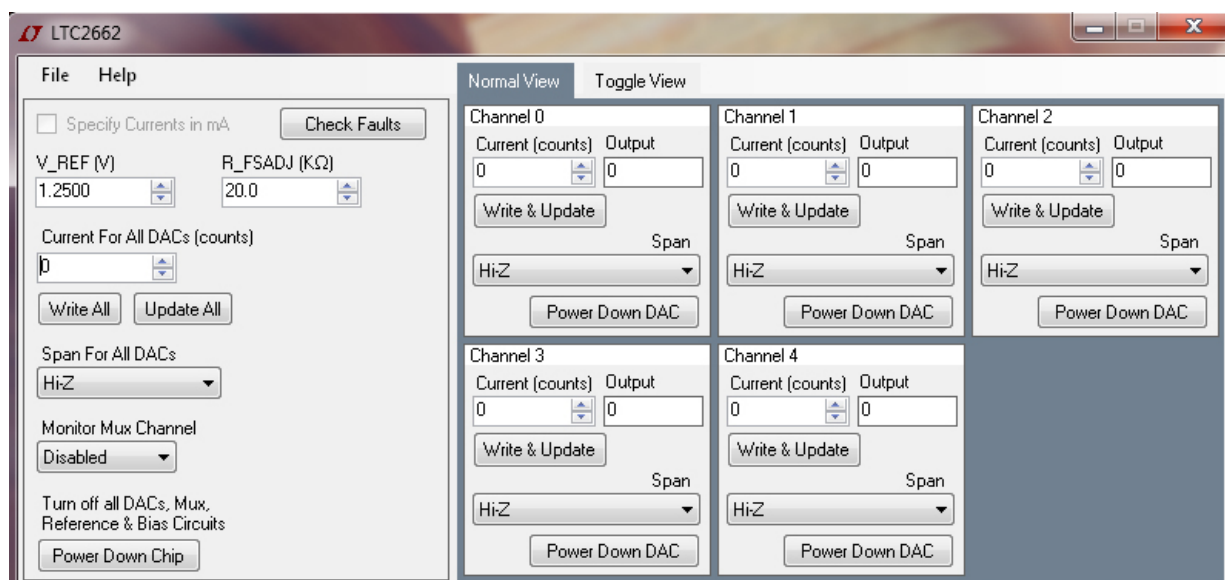 LTC2662
File Help
Normal View Toggle View
Specify Currents in mA Check Faults
V_REF (V) R_FSADJ (KΩ)
1.2500 20.0
Current For All DACs (counts)
0
Write All Update All
Span For All DACs
Hi-Z
Monitor Mux Channel
Disabled
Turn off all DACs, Mux,
Reference & Bias Circuits
Power Down Chip
Channel 0
Current (counts) Output
0 0
Write & Update
Span
Hi-Z
Power Down DAC
Channel 1
Current (counts) Output
0 0
Write & Update
Span
Hi-Z
Power Down DAC
Channel 2
Current (counts) Output
0 0
Write & Update
Span
Hi-Z
Power Down DAC
Channel 3
Current (counts) Output
0 0
Write & Update
Span
Hi-Z
Power Down DAC
Channel 4
Current (counts) Output
0 0
Write & Update
Span
Hi-Z
Power Down DAC